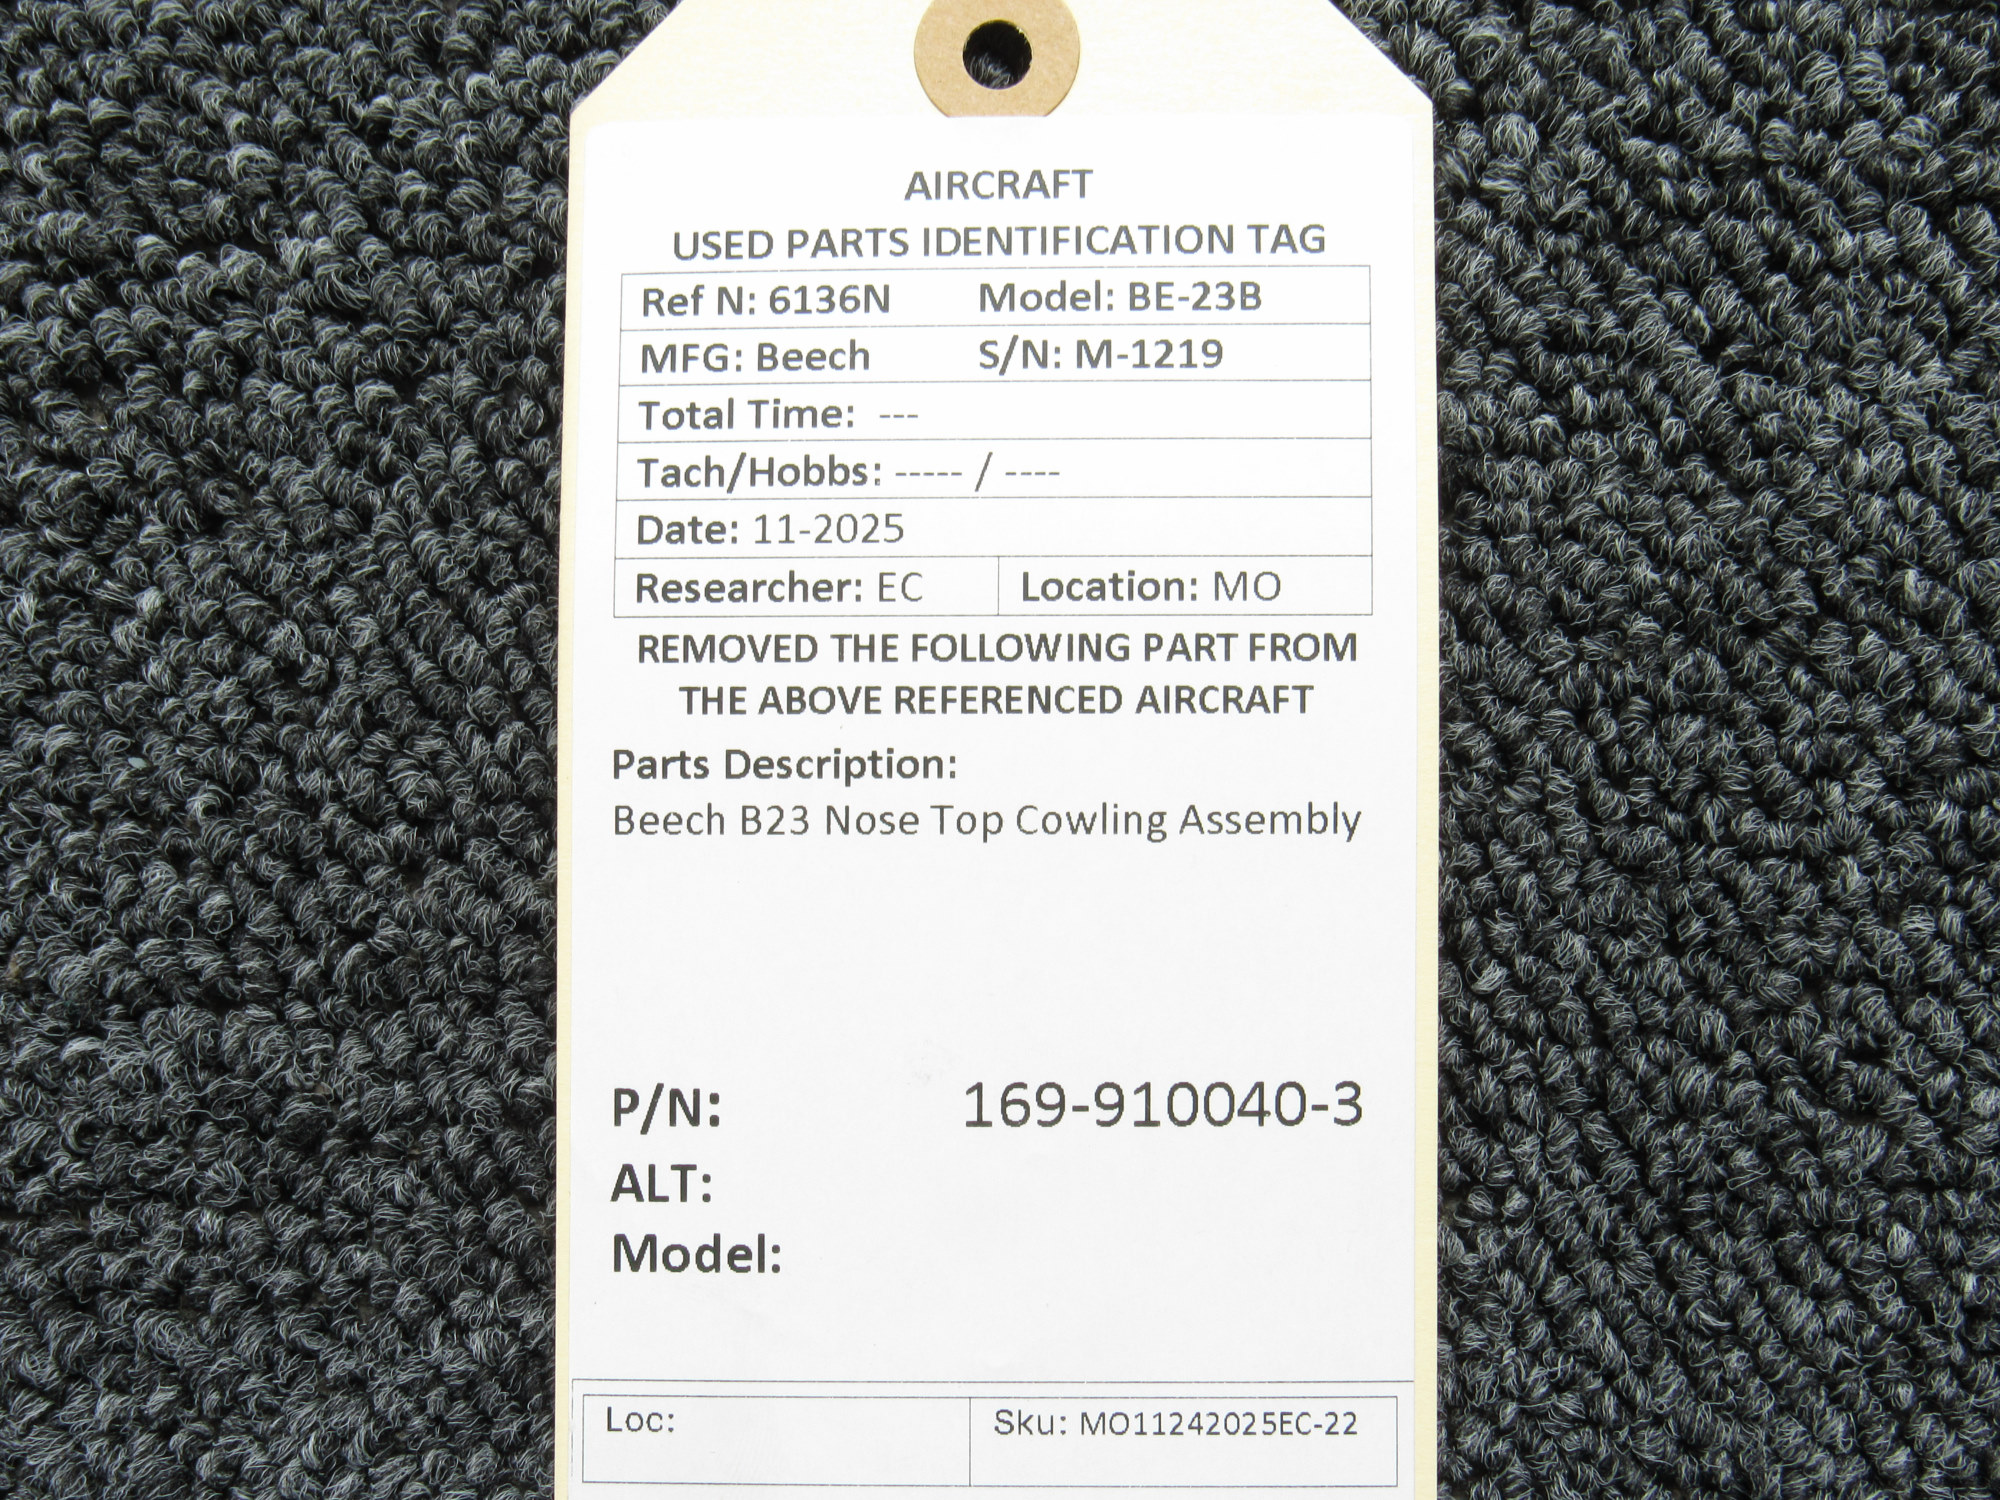 AIRCRAFT
USED PARTS IDENTIFICATION TAG
Ref N: 6136N Model: BE-23B
MFG: Beech S/N: M-1219
Total Time: ---
Tach/Hobbs: ----- / ----
Date: 11-2025
Researcher: EC Location: MO
REMOVED THE FOLLOWING PART FROM
THE ABOVE REFERENCED AIRCRAFT
Parts Description:
Beech B23 Nose Top Cowling Assembly
P/N: 169-910040-3
ALT:
Model:
Loc: Sku: MO11242025EC-22